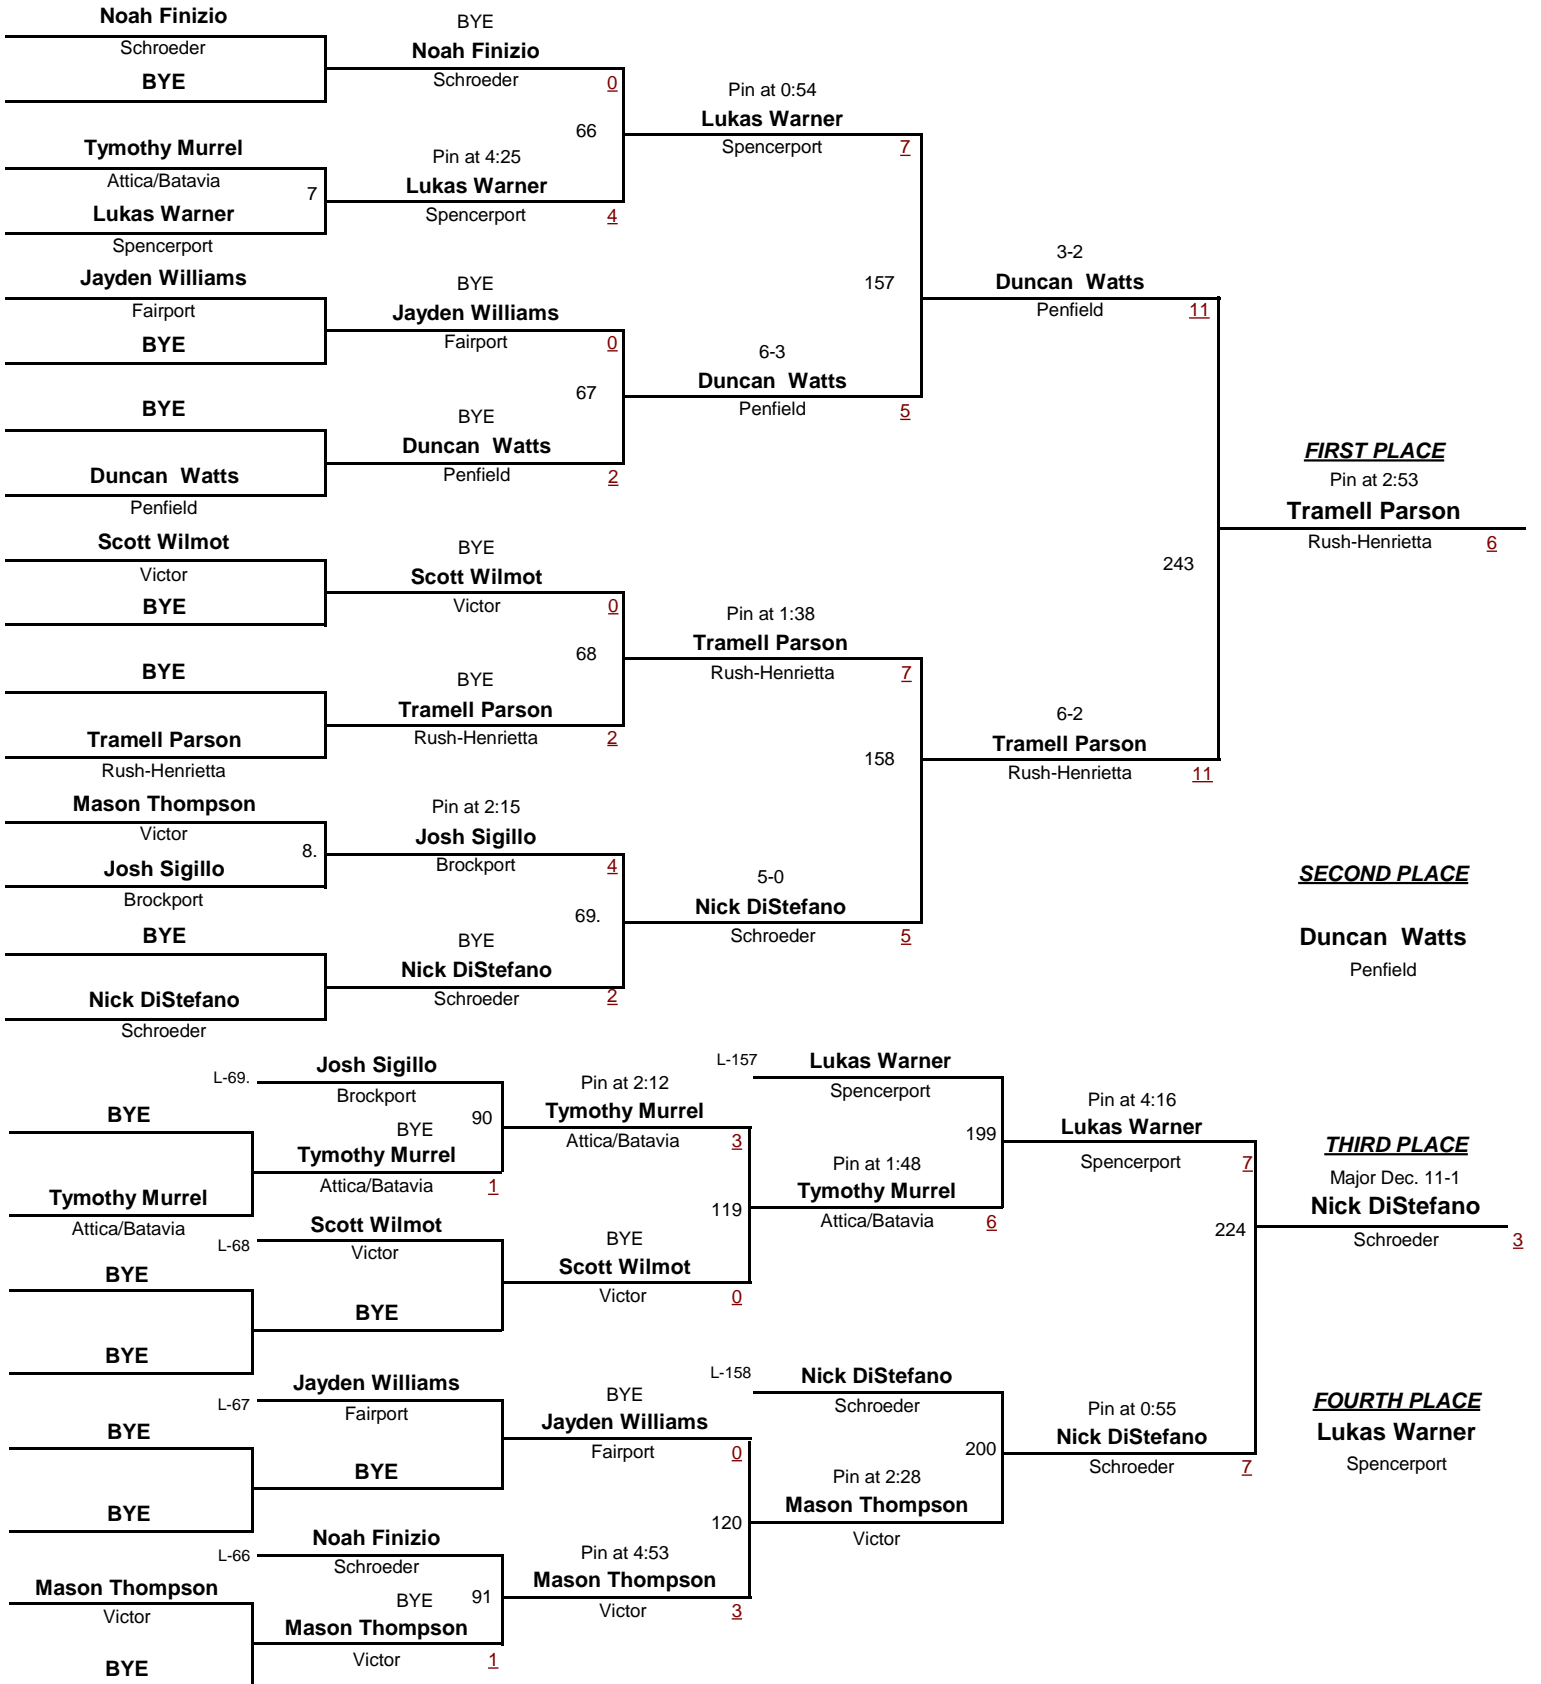 Noah Finizio
Schroeder
BYE
Tymothy Murrel
Attica/Batavia
7
Lukas Warner
Spencerport
Jayden Williams
Fairport
BYE
BYE
Duncan  Watts
Penfield
Scott Wilmot
Victor
BYE
BYE
Tramell Parson
Rush-Henrietta
Mason Thompson
Victor
8.
Josh Sigillo
Brockport
BYE
Nick DiStefano
Schroeder
BYE
Noah Finizio
Schroeder
0
66
Pin at 4:25
Lukas Warner
Spencerport
4
BYE
Jayden Williams
Fairport
0
67
BYE
Duncan  Watts
Penfield
2
BYE
Scott Wilmot
Victor
0
68
BYE
Tramell Parson
Rush-Henrietta
2
Pin at 2:15
Josh Sigillo
Brockport
4
69.
BYE
Nick DiStefano
Schroeder
2
Pin at 0:54
Lukas Warner
Spencerport
7
157
6-3
Duncan  Watts
Penfield
5
Pin at 1:38
Tramell Parson
Rush-Henrietta
7
158
5-0
Nick DiStefano
Schroeder
5
3-2
Duncan  Watts
Penfield
11
243
6-2
Tramell Parson
Rush-Henrietta
11
FIRST PLACE
Pin at 2:53
Tramell Parson
Rush-Henrietta
6
SECOND PLACE
Duncan  Watts
Penfield
BYE
Tymothy Murrel
Attica/Batavia
BYE
BYE
BYE
BYE
Mason Thompson
Victor
BYE
L-69.
Josh Sigillo
Brockport
90
BYE
Tymothy Murrel
Attica/Batavia
1
L-68
Scott Wilmot
Victor
BYE
L-67
Jayden Williams
Fairport
BYE
L-66
Noah Finizio
Schroeder
91
BYE
Mason Thompson
Victor
1
Pin at 2:12
Tymothy Murrel
Attica/Batavia
3
119
BYE
Scott Wilmot
Victor
0
BYE
Jayden Williams
Fairport
0
120
Pin at 4:53
Mason Thompson
Victor
3
L-157
Lukas Warner
Spencerport
199
Pin at 1:48
Tymothy Murrel
Attica/Batavia
6
L-158
Nick DiStefano
Schroeder
200
Pin at 2:28
Mason Thompson
Victor
Pin at 4:16
Lukas Warner
Spencerport
7
224
Pin at 0:55
Nick DiStefano
Schroeder
7
THIRD PLACE
Major Dec. 11-1
Nick DiStefano
Schroeder
3
FOURTH PLACE
Lukas Warner
Spencerport